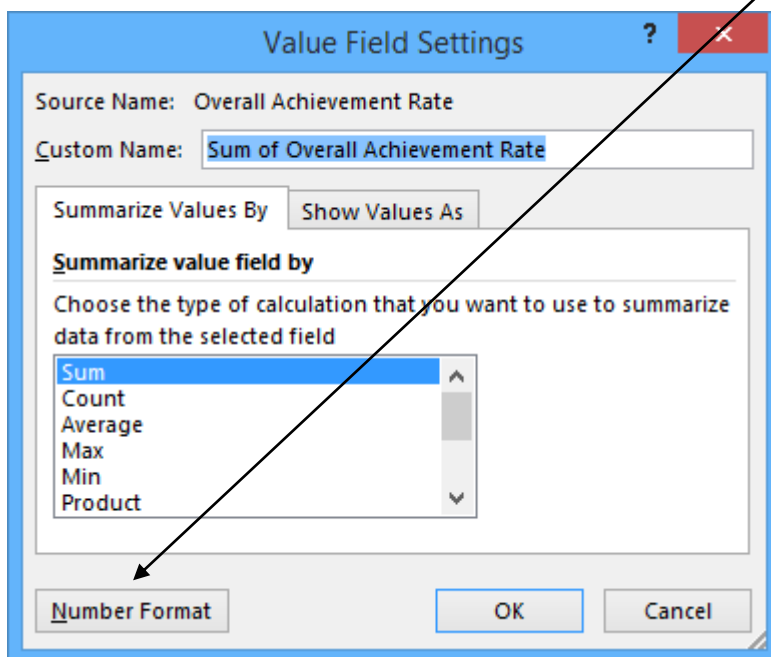 Value Field Settings ?
Source Name: Overall Achievement Rate
Custom Name: Sum of Overall Achievement Rate
Summarize Values By Show Values As
Summarize value field by
Choose the type of calculation that you want to use to summarize
data from the selected field
Sum
Count
Average
Max
Min
Product
Number Format OK Cancel